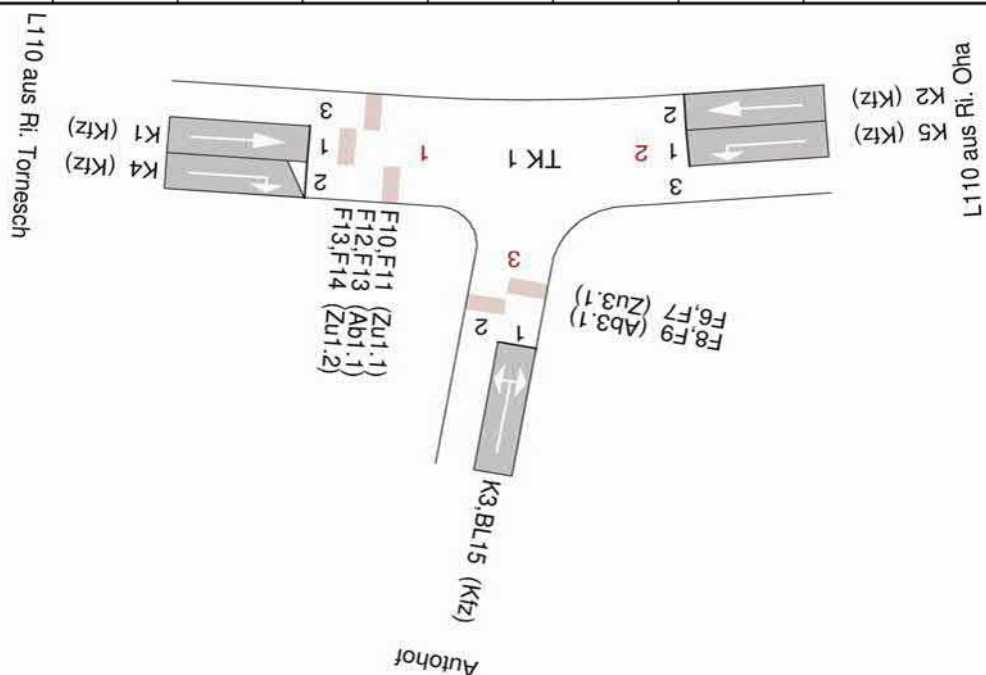 L110 aus Ri. Tornesch
K1 (Kfz)
K4 (Kfz)
3
1
2
1
TK 1
2
2
1
3
K2 (Kfz)
K5 (Kfz)
L110 aus Ri. Oha
F10,F11 (Zu1.1)
F12,F13 (Ab1.1)
F13,F14 (Zu1.2)
3
2
1
F6,F7 (Zu3.1)
F8,F9 (Ab3.1)
K3,BL15 (Kfz)
Autohof